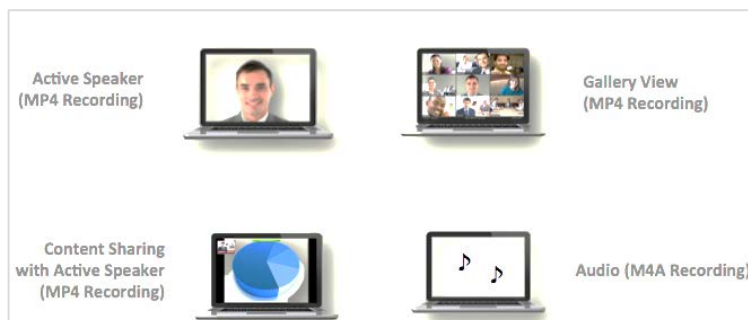 Active Speaker
(MP4 Recording)
Gallery View
(MP4 Recording)
Content Sharing
with Active Speaker
(MP4 Recording)
Audio (M4A Recording)